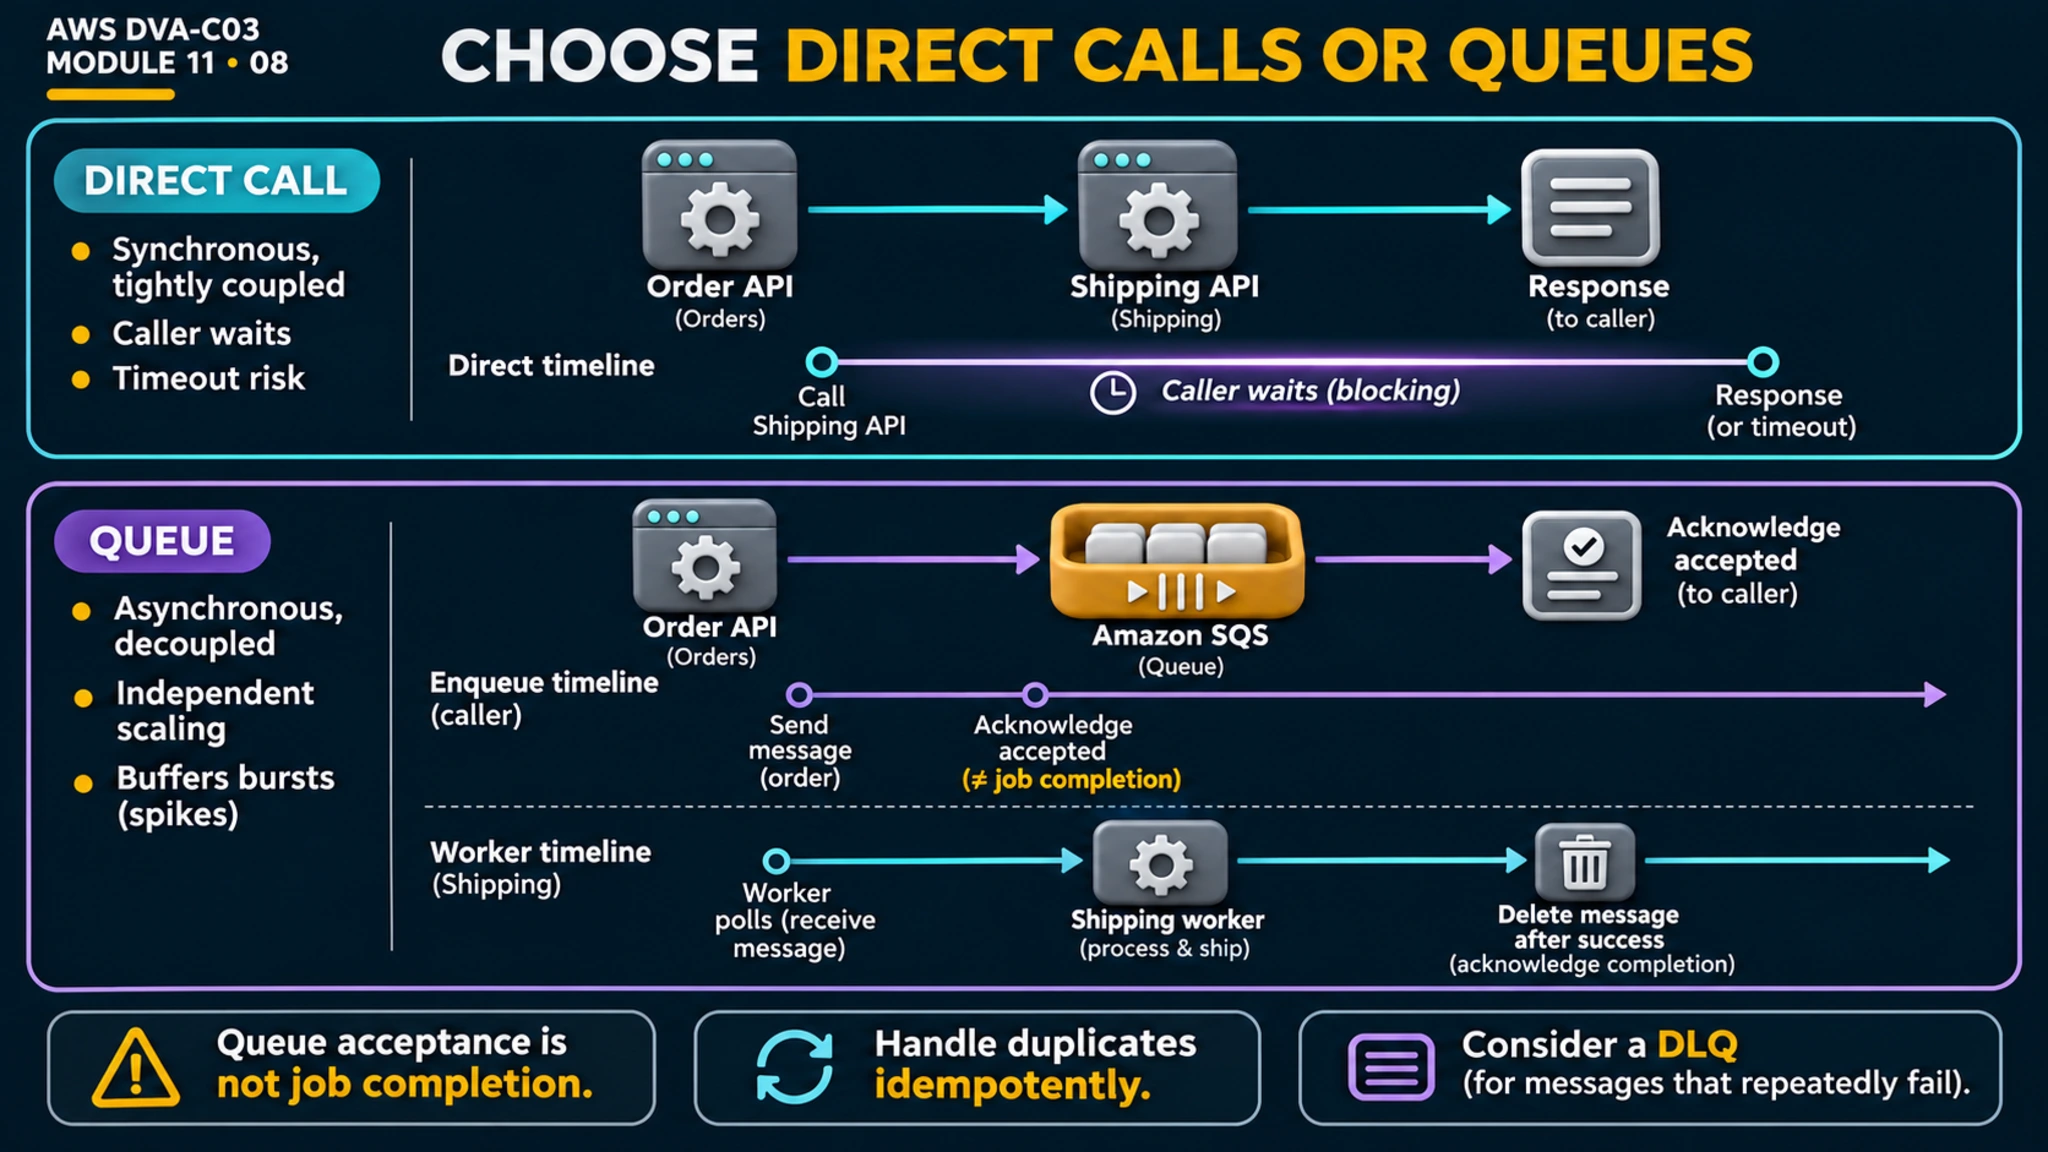 AWS DVA-C03
MODULE 11 • 08
CHOOSE DIRECT CALLS OR QUEUES
DIRECT CALL
Synchronous,
tightly coupled
Caller waits
Timeout risk
Order API
(Orders)
Shipping API
(Shipping)
Response
(to caller)
Direct timeline
Call
Shipping API
Caller waits (blocking)
Response
(or timeout)
QUEUE
Asynchronous,
decoupled
Independent
scaling
Buffers bursts
(spikes)
Order API
(Orders)
Amazon SQS
(Queue)
Acknowledge
accepted
(to caller)
Enqueue timeline
(caller)
Send
message
(order)
Acknowledge
accepted
(≠ job completion)
Worker timeline
(Shipping)
Worker
polls (receive
message)
Shipping worker
(process & ship)
Delete message
after success
(acknowledge completion)
Queue acceptance is
not job completion.
Handle duplicates
idempotently.
Consider a DLQ
(for messages that repeatedly fail).